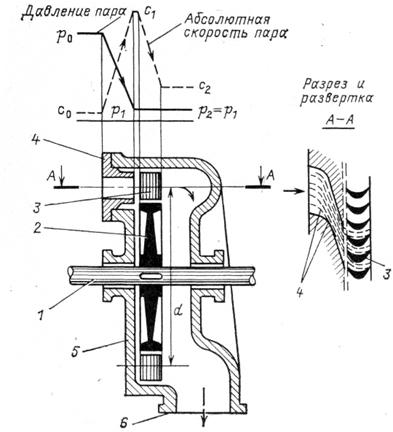 Давление пара
Абсолютная
скорость пара
p₀
c₁
c₂
c₀
p₁
p₂=p₁
Разрез и
развертка
А–А
4
А
А
3
2
d
1
5
6
4
3